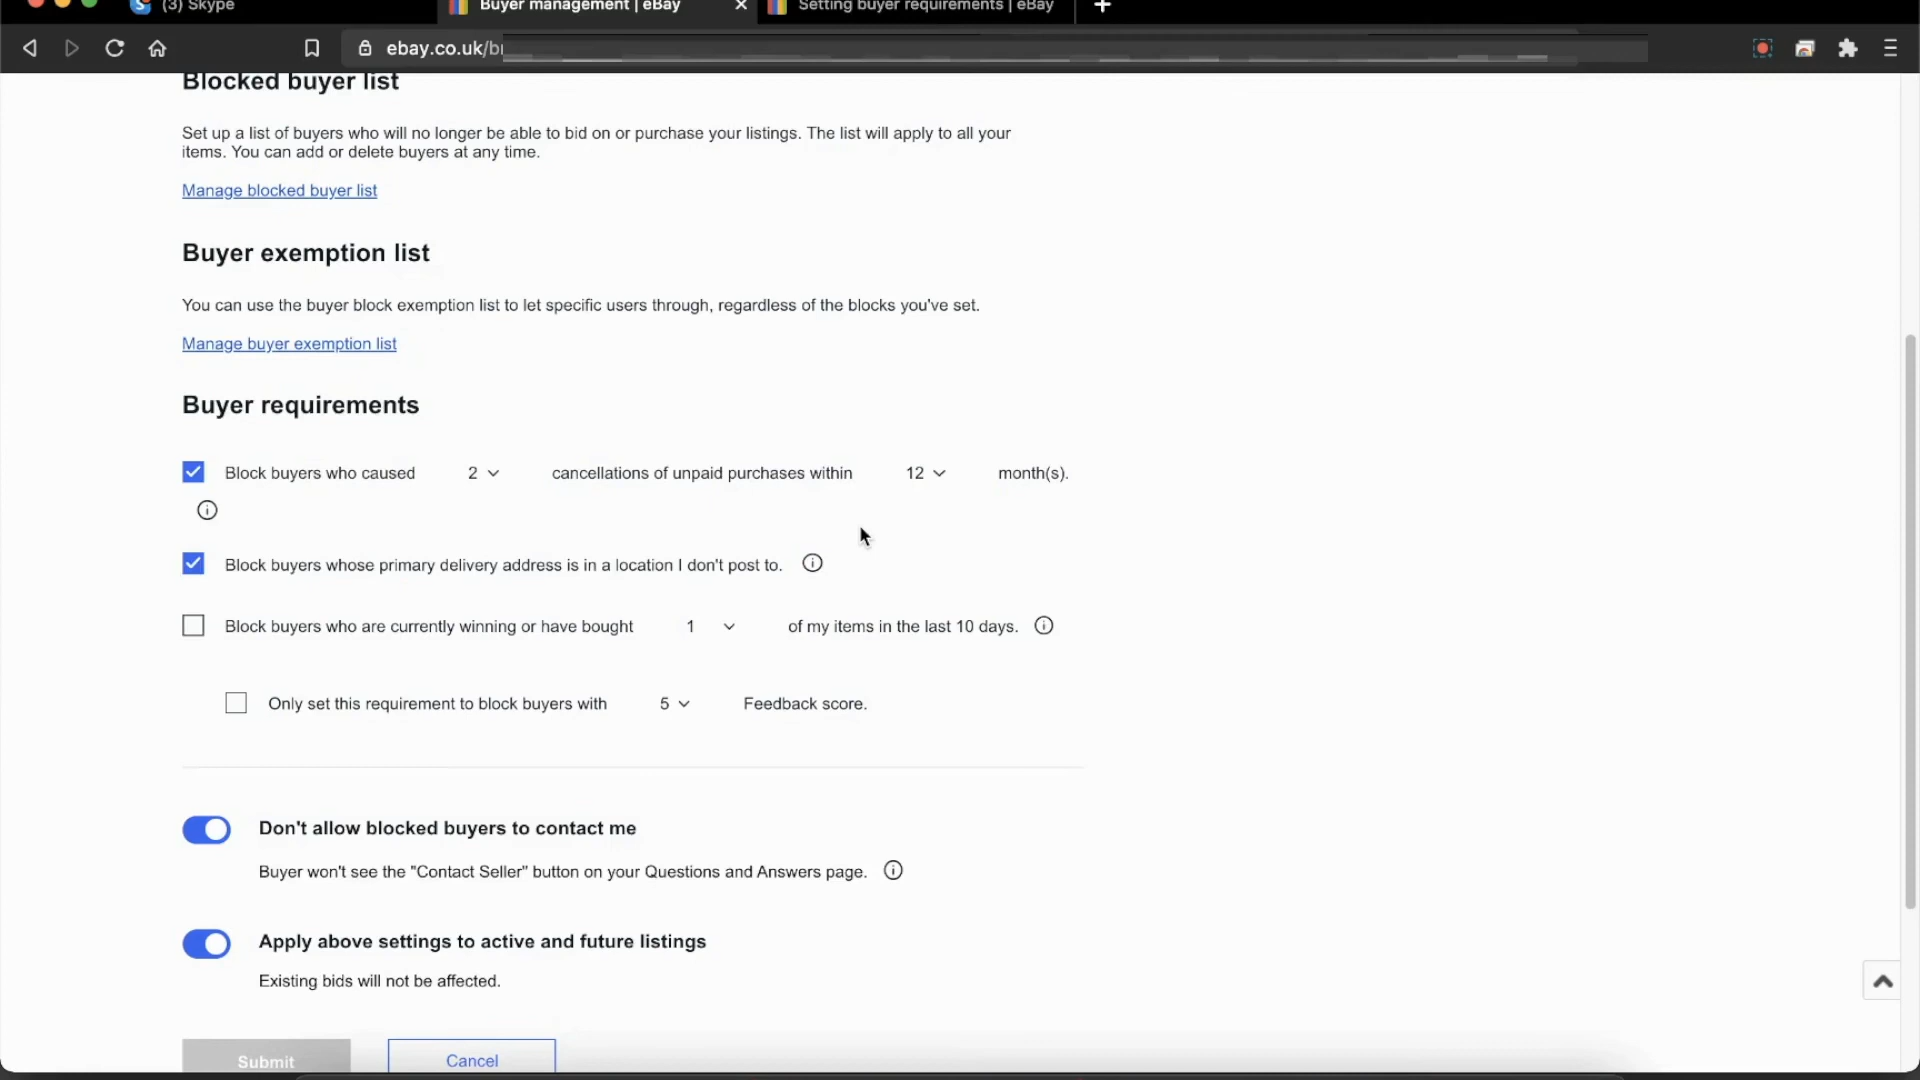 (3) Skype
Buyer management | eBay
Setting buyer requirements | eBay
ebay.co.uk/b
Blocked buyer list
Set up a list of buyers who will no longer be able to bid on or purchase your listings. The list will apply to all your
items. You can add or delete buyers at any time.
Manage blocked buyer list
Buyer exemption list
You can use the buyer block exemption list to let specific users through, regardless of the blocks you've set.
Manage buyer exemption list
Buyer requirements
Block buyers who caused 2 cancellations of unpaid purchases within 12 month(s).
Block buyers whose primary delivery address is in a location I don't post to.
Block buyers who are currently winning or have bought 1 of my items in the last 10 days.
Only set this requirement to block buyers with 5 Feedback score.
Don't allow blocked buyers to contact me
Buyer won't see the "Contact Seller" button on your Questions and Answers page.
Apply above settings to active and future listings
Existing bids will not be affected.
Submit
Cancel